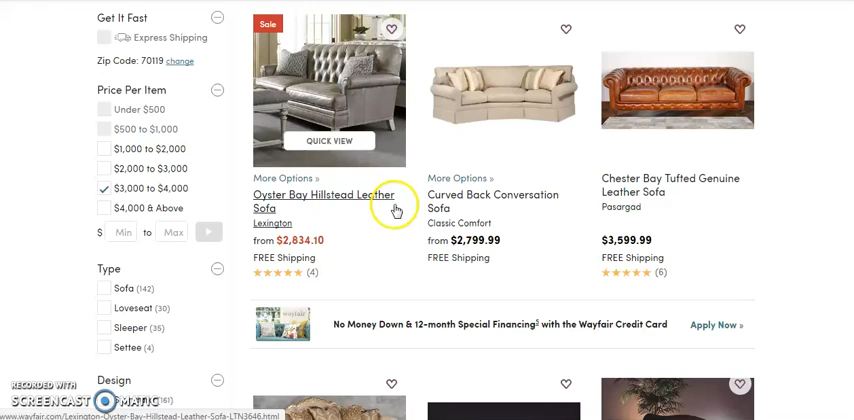 Get It Fast
Express Shipping
Zip Code: 70119 change
Price Per Item
Under $500
$500 to $1,000
$1,000 to $2,000
$2,000 to $3,000
$3,000 to $4,000
$4,000 & Above
$ Min to Max
Type
Sofa (142)
Loveseat (30)
Sleeper (35)
Settee (4)
Design
Sale
QUICK VIEW
More Options »
Oyster Bay Hillstead Leather
Sofa
Lexington
from $2,834.10
FREE Shipping
(4)
More Options »
Curved Back Conversation
Sofa
Classic Comfort
from $2,799.99
FREE Shipping
Chester Bay Tufted Genuine
Leather Sofa
Pasargad
$3,599.99
FREE Shipping
(6)
wayfair
No Money Down & 12-month Special Financing§ with the Wayfair Credit Card
Apply Now »
RECORDED WITH
SCREENCAST MATIC
www.wayfair.com/Lexington-Oyster-Bay-Hillstead-Leather-Sofa-LTN3646.html